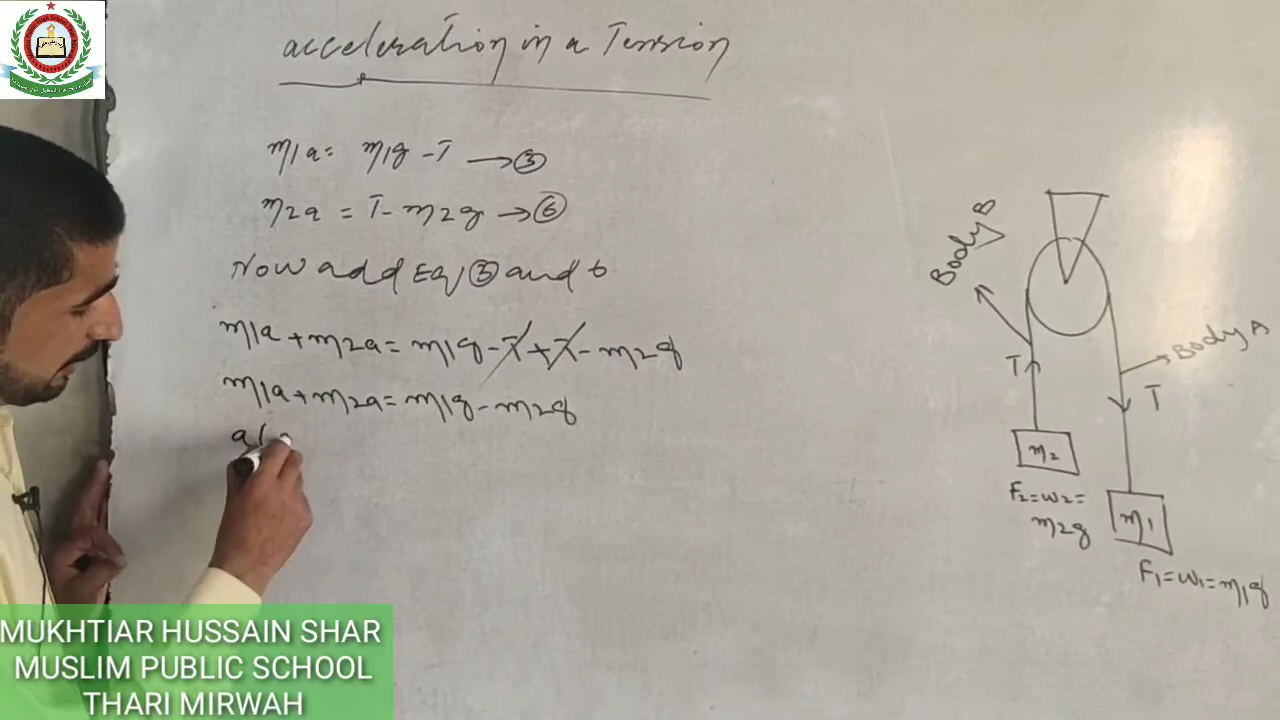 acceleration in a Tension
m1a = m1g - T → ③
m2a = T - m2g → ⑥
Now add Eq ③ and 6
m1a + m2a = m1g - T + T - m2g
m1a + m2a = m1g - m2g
a(
Body B
Body A
T
T
m2
F2 = w2 =
m2g
m1
F1 = w1 = m1g
MUKHTIAR HUSSAIN SHAR
MUSLIM PUBLIC SCHOOL
THARI MIRWAH